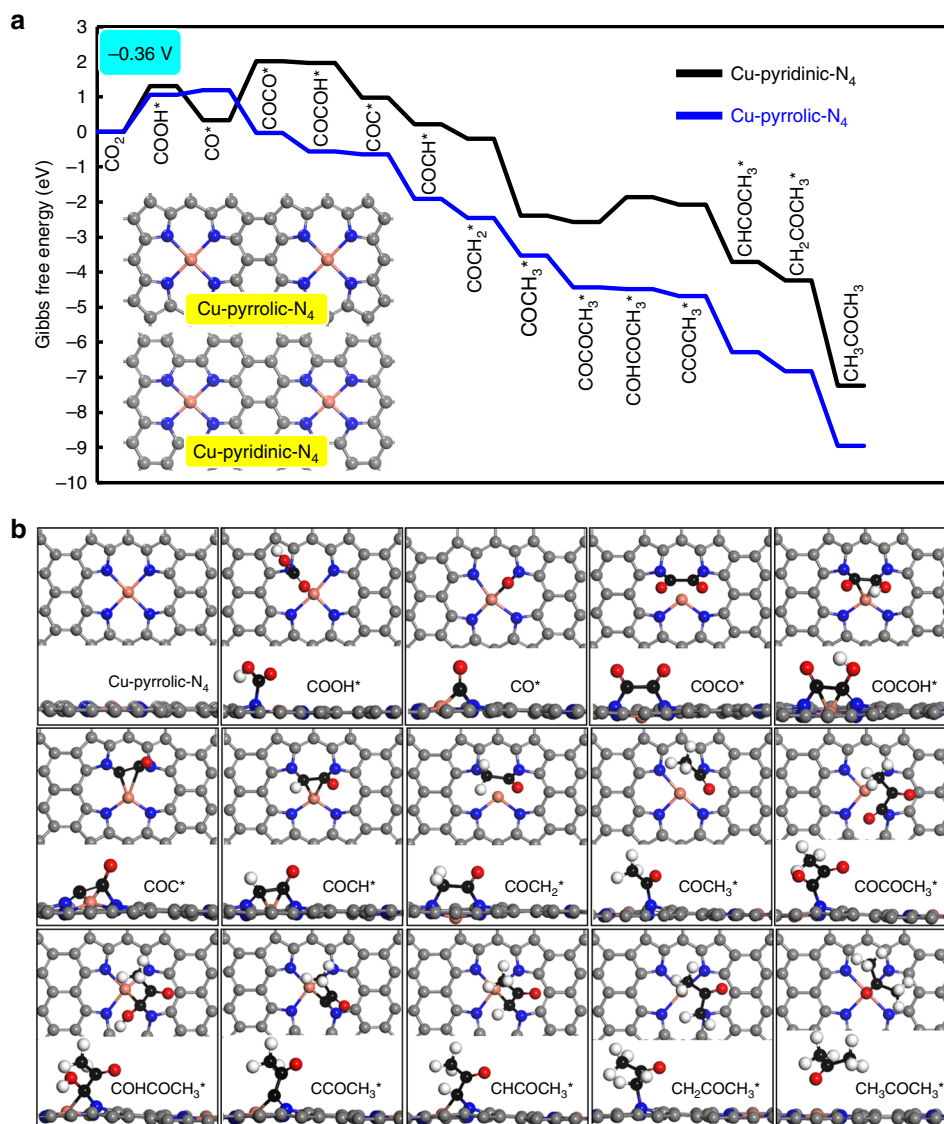 a
3
2
1
0
–1
–2
–3
–4
–5
–6
–7
–8
–9
–10
Gibbs free energy (eV)
–0.36 V
Cu-pyridinic-N4
Cu-pyrrolic-N4
CO2
COOH*
CO*
COCO*
COCOH*
COC*
COCH*
COCH2*
COCH3*
COCOCH3*
COHCOCH3*
CCOCH3*
CHCOCH3*
CH2COCH3*
CH3COCH3
Cu-pyrrolic-N4
Cu-pyridinic-N4
b
Cu-pyrrolic-N4
COOH*
CO*
COCO*
COCOH*
COC*
COCH*
COCH2*
COCH3*
COCOCH3*
COHCOCH3*
CCOCH3*
CHCOCH3*
CH2COCH3*
CH3COCH3*